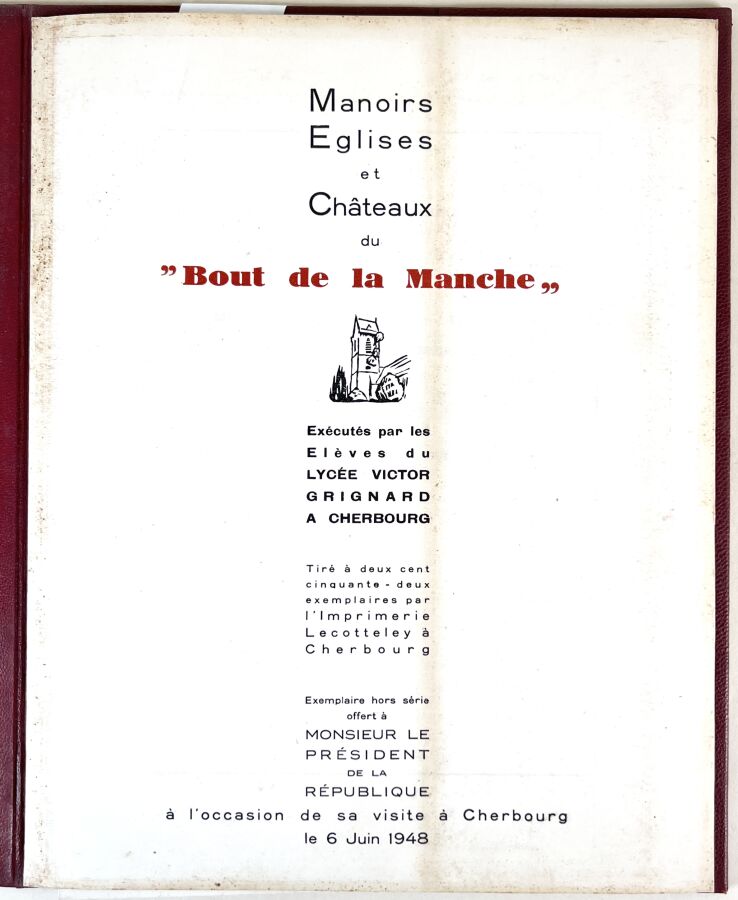 Manoirs
Eglises
et
Châteaux
du
”Bout de la Manche„
Exécutés par les
Elèves du
LYCÉE VICTOR
GRIGNARD
A CHERBOURG
Tiré à deux cent
cinquante - deux
exemplaires par
l'Imprimerie
Lecotteley à
Cherbourg
Exemplaire hors série
offert à
MONSIEUR LE
PRÉSIDENT
DE LA
RÉPUBLIQUE
à l'occasion de sa visite à Cherbourg
le 6 Juin 1948